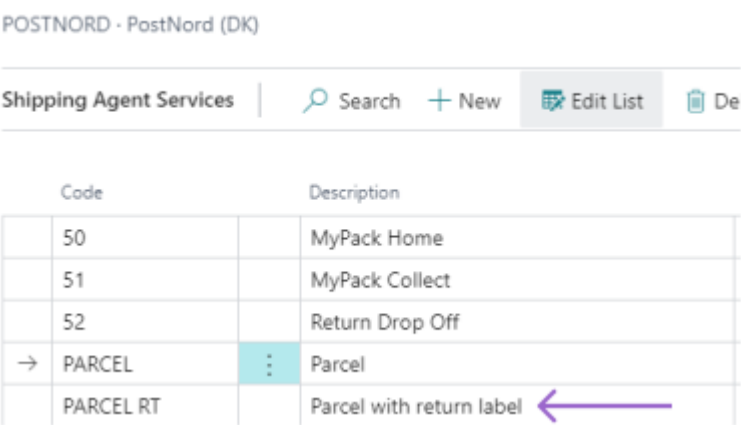 POSTNORD · PostNord (DK)
Shipping Agent Services Search New Edit List De
Code Description
50 MyPack Home
51 MyPack Collect
52 Return Drop Off
PARCEL Parcel
PARCEL RT Parcel with return label